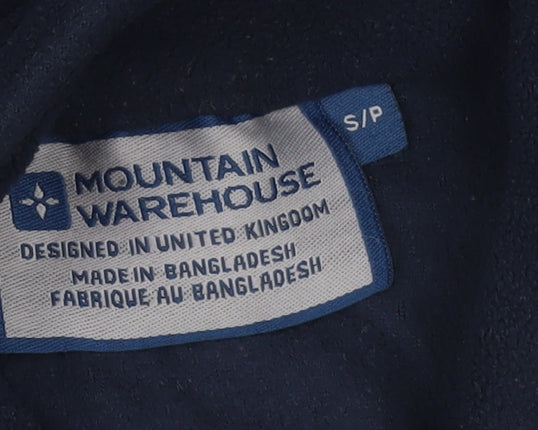 S/P
MOUNTAIN
WAREHOUSE
DESIGNED IN UNITED KINGDOM
MADE IN BANGLADESH
FABRIQUE AU BANGLADESH